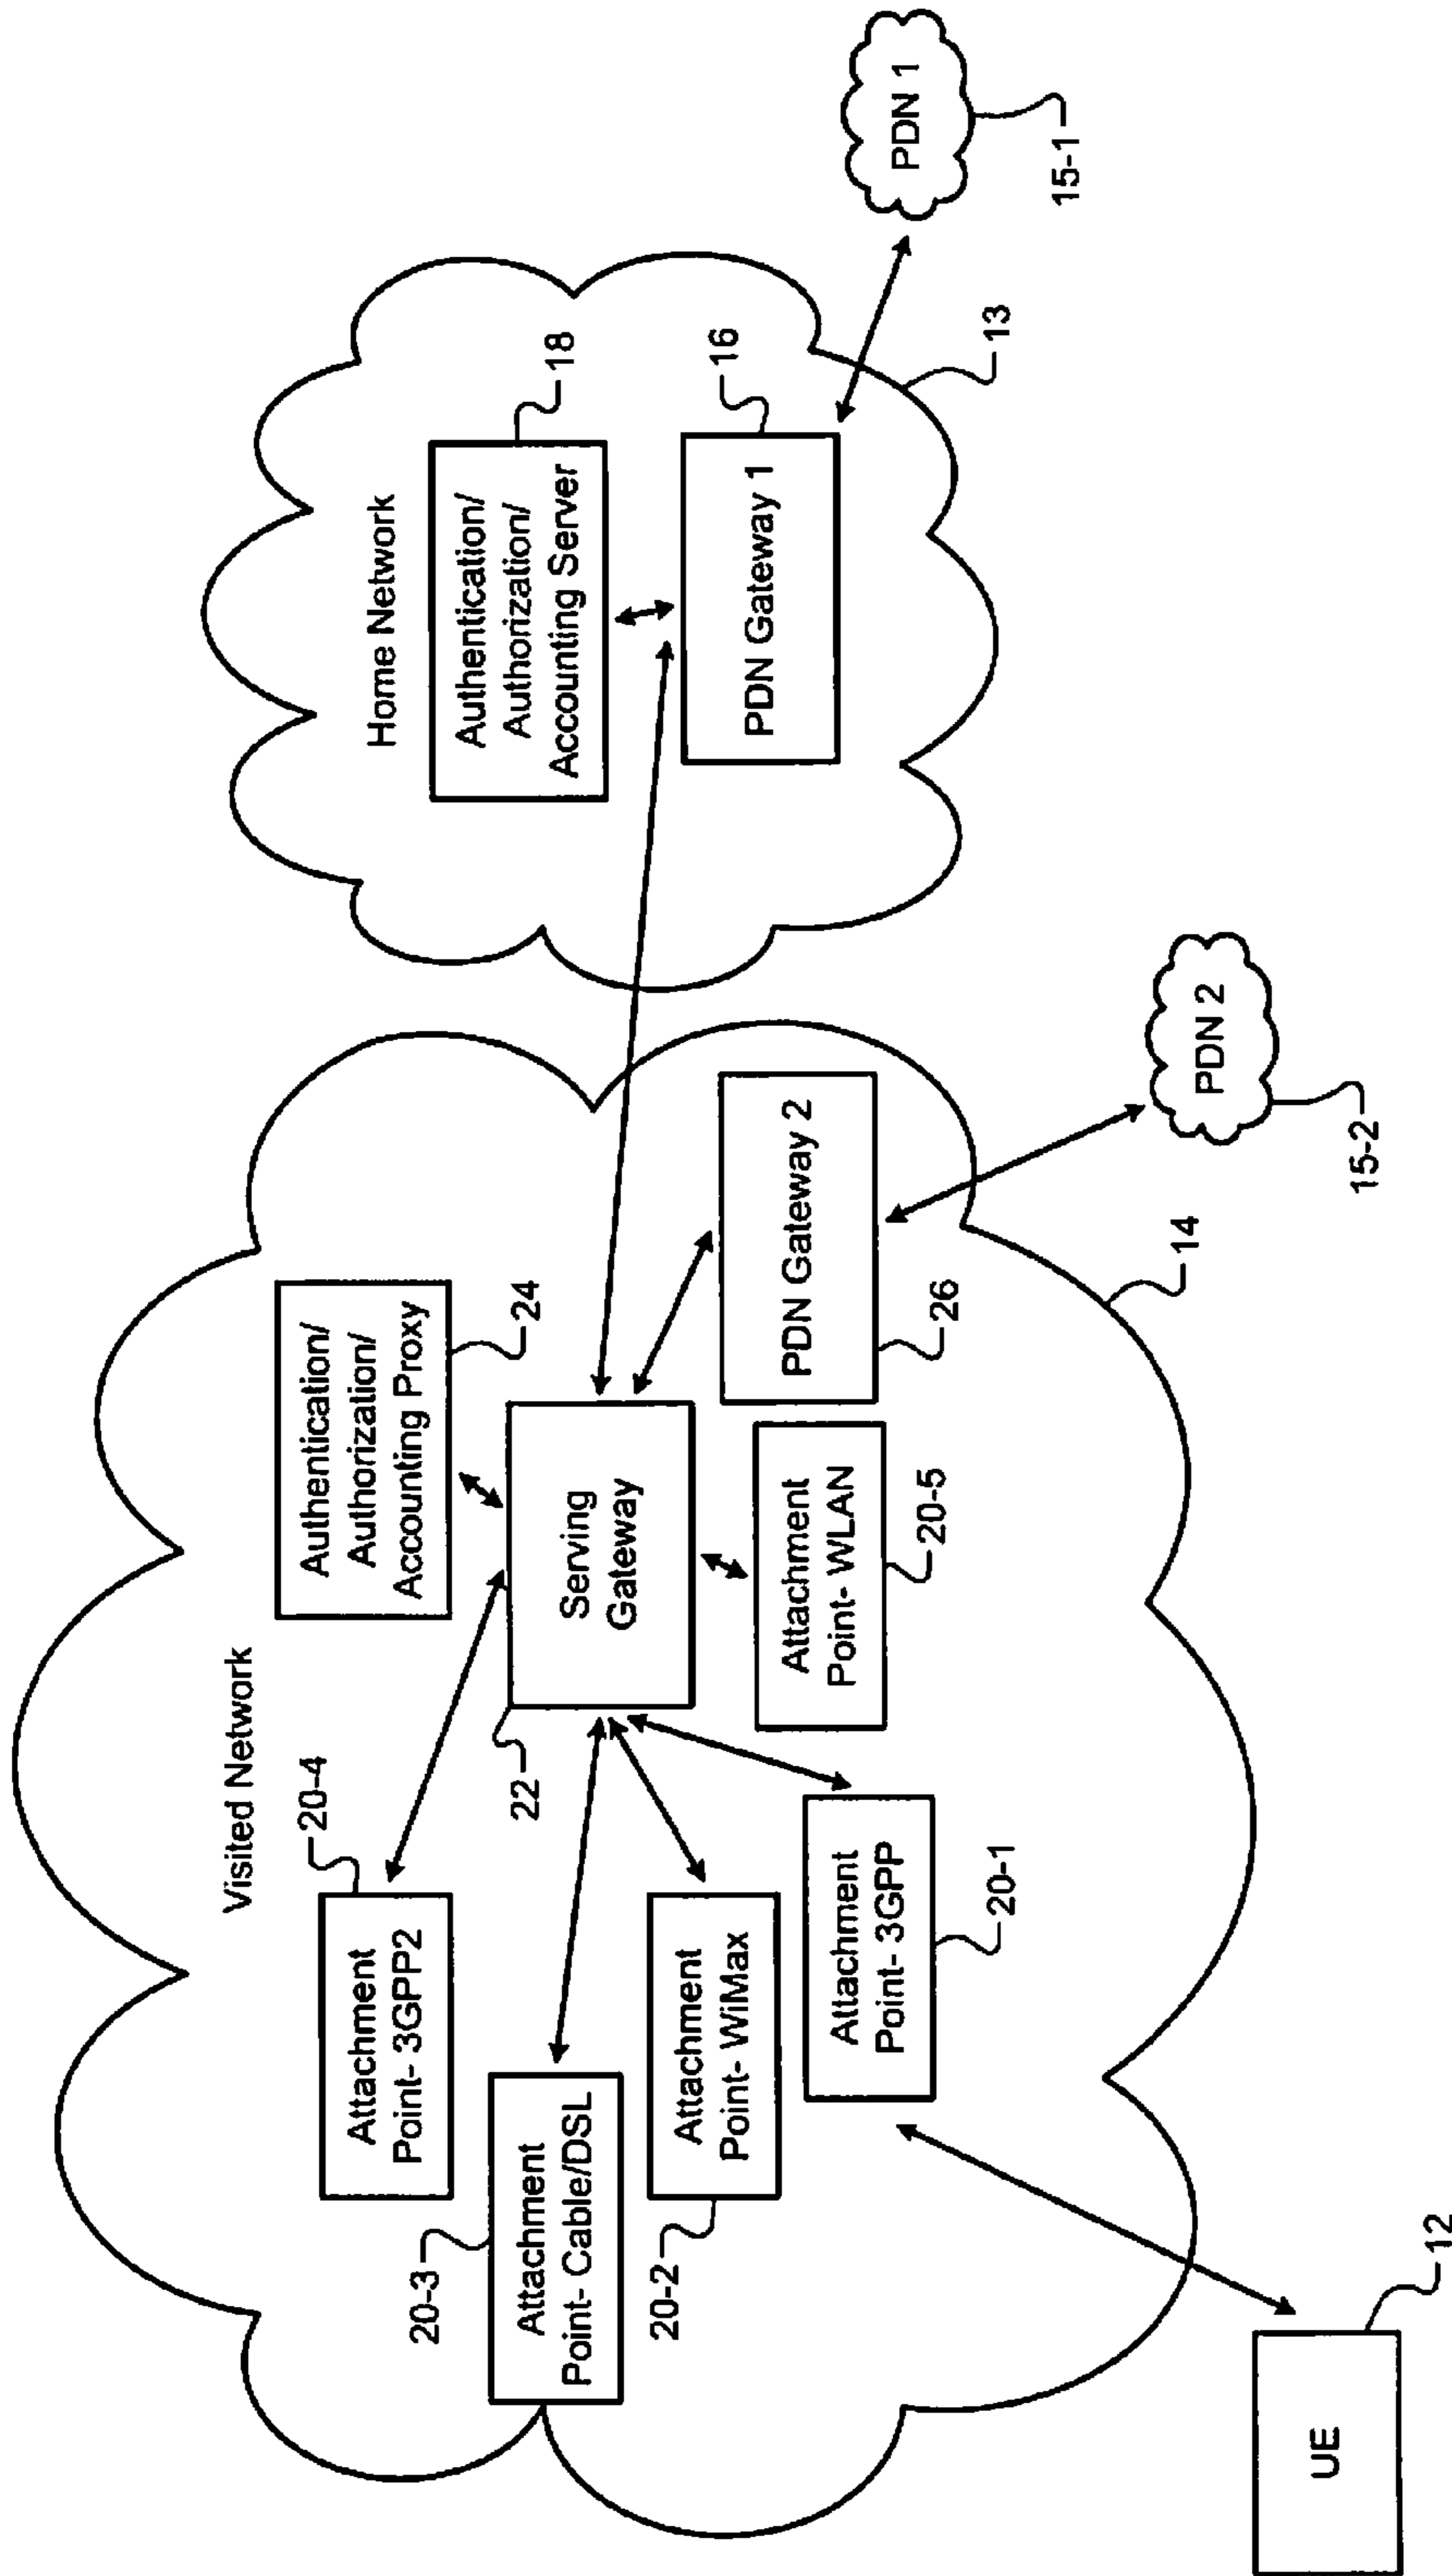 Visited Network
Home Network
Authentication/
Authorization/
Accounting Proxy
24
Authentication/
Authorization/
Accounting Server
18
Attachment
Point- 3GPP2
20-4
Attachment
Point- Cable/DSL
20-3
Attachment
Point- WiMax
20-2
Attachment
Point- 3GPP
20-1
Serving
Gateway
22
Attachment
Point- WLAN
20-5
PDN Gateway 2
26
PDN Gateway 1
16
PDN 1
15-1
13
PDN 2
15-2
14
UE
12